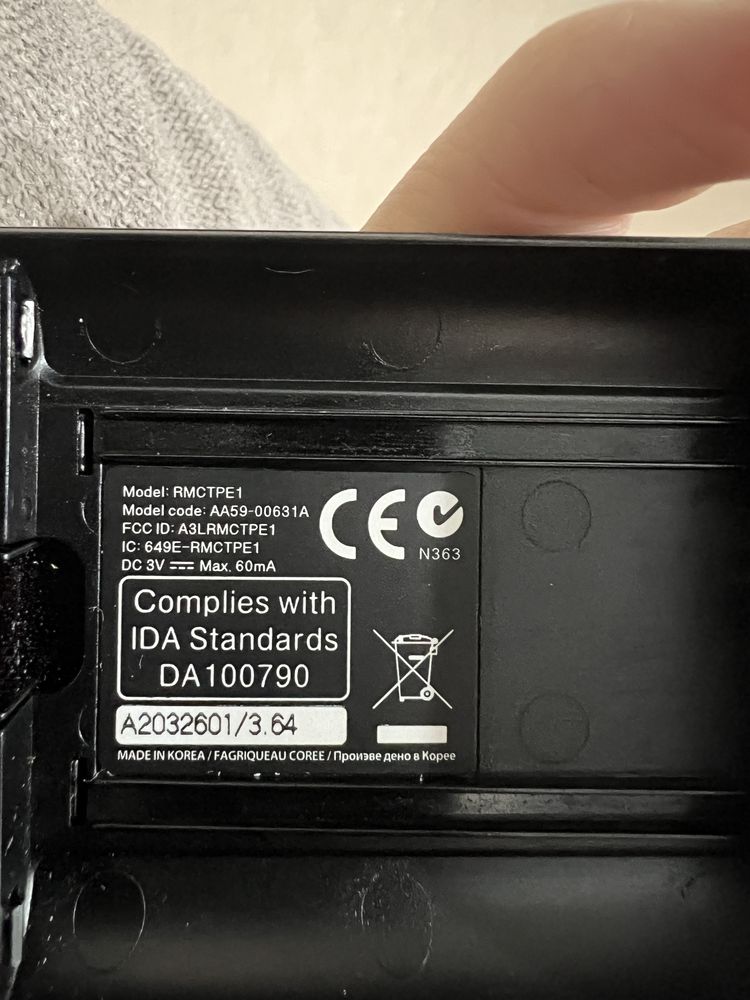 Model: RMCTPE1
Model code: AA59-00631A
FCC ID: A3LRMCTPE1
IC: 649E-RMCTPE1
DC 3V Max. 60mA
CE
N363
Complies with
IDA Standards
DA100790
A2032601/3.64
MADE IN KOREA / FAGRIQUEAU COREE / Произве дено в Корее